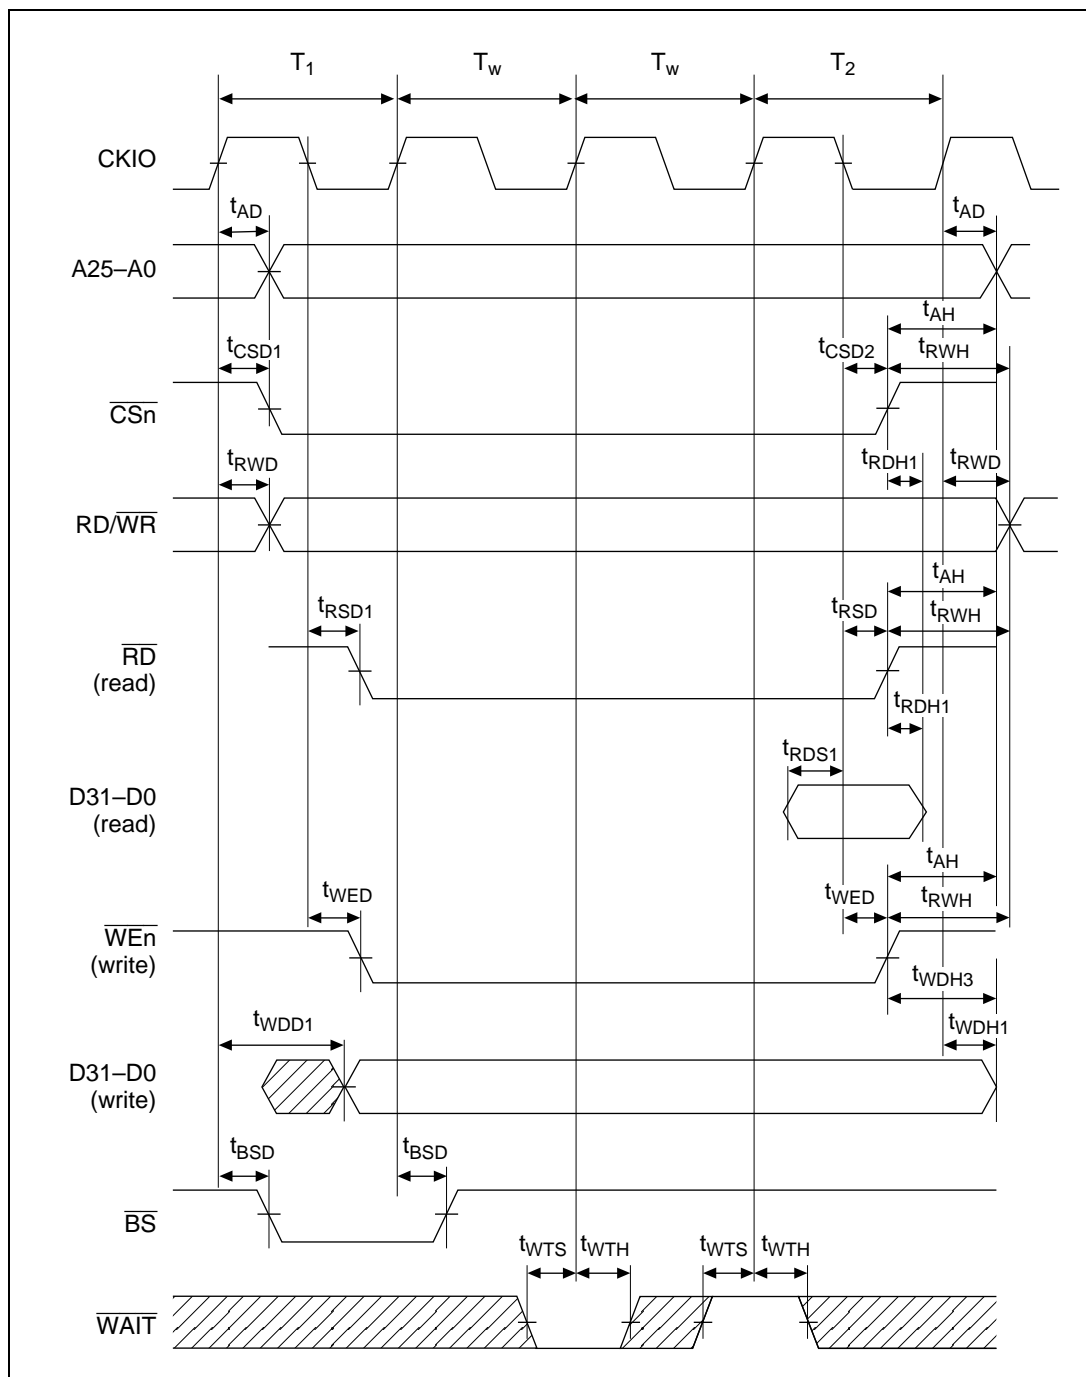 T1 Tw Tw T2
CKIO
tAD tAD
A25–A0
tAH
tCSD1 tCSD2 tRWH
CSn
tRWD tRDH1 tRWD
RD/WR
tAH
tRSD1 tRSD tRWH
RD
(read)
tRDH1
tRDS1
D31–D0
(read)
tAH
tWED tWED tRWH
WEn
(write)
tWDH3
tWDD1 tWDH1
D31–D0
(write)
tBSD tBSD
BS
tWTS tWTH tWTS tWTH
WAIT